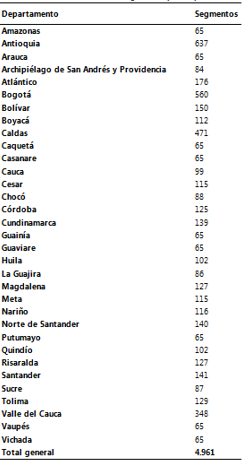 Departamento Segmentos
Amazonas 65
Antioquia 637
Arauca 65
Archipiélago de San Andrés y Providencia 84
Atlántico 176
Bogotá 560
Bolívar 150
Boyacá 112
Caldas 471
Caquetá 65
Casanare 65
Cauca 99
Cesar 115
Chocó 88
Córdoba 125
Cundinamarca 139
Guainía 65
Guaviare 65
Huila 102
La Guajira 86
Magdalena 127
Meta 115
Nariño 116
Norte de Santander 140
Putumayo 65
Quindío 102
Risaralda 127
Santander 141
Sucre 87
Tolima 129
Valle del Cauca 348
Vaupés 65
Vichada 65
Total general 4.961